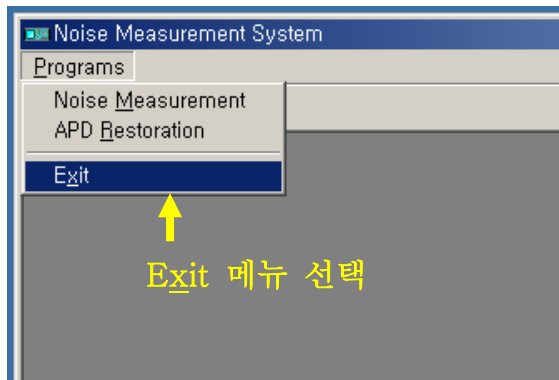 Noise Measurement System
Programs
Noise Measurement
APD Restoration
Exit
Exit 메뉴 선택